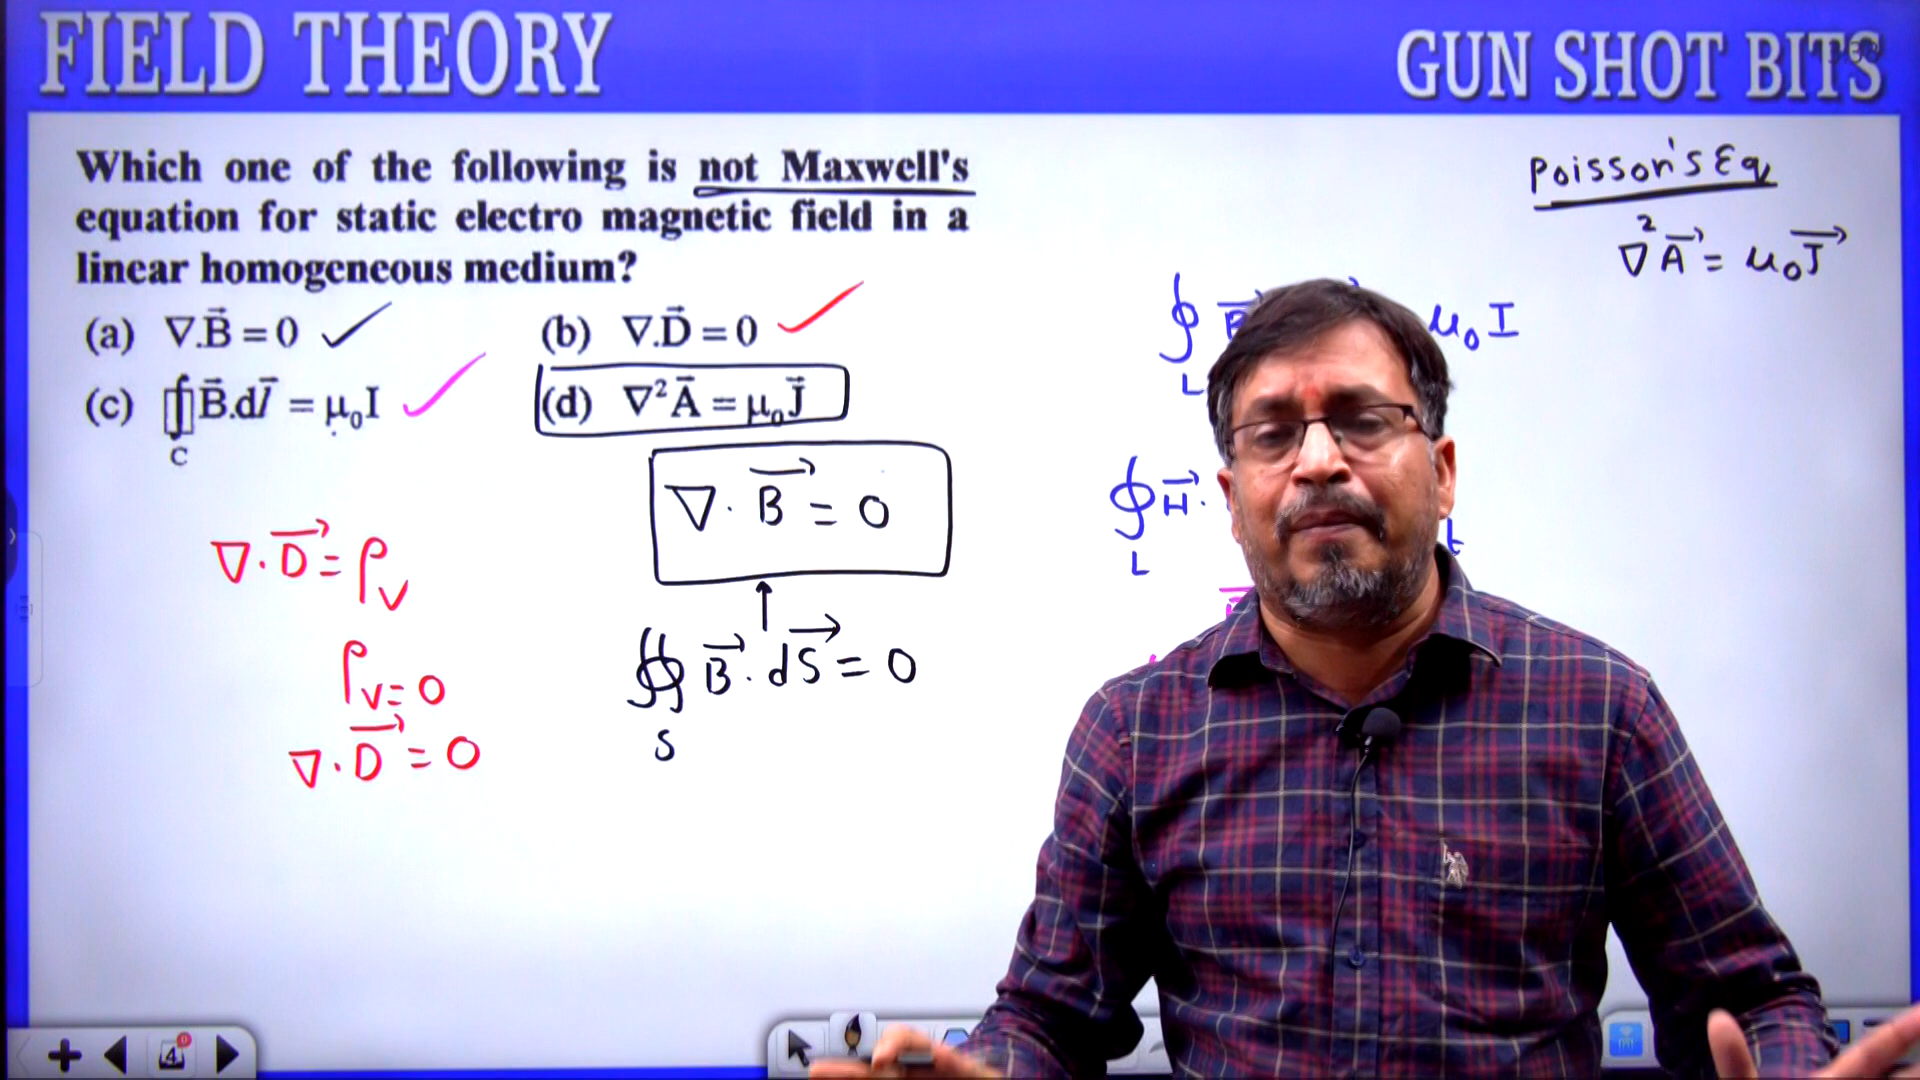 FIELD THEORY
GUN SHOT BITS
Which one of the following is not Maxwell's
equation for static electro magnetic field in a
linear homogeneous medium?
(a) ∇.B⃗ = 0 ✓
(b) ∇.D⃗ = 0 ✓
(c) ∯B⃗.dl⃗ = μ₀I ✓
C
(d) ∇²A⃗ = μ₀J⃗
∇ · B⃗ = 0
∯ B⃗ · dS⃗ = 0
S
∇ · D⃗ = ρV
ρV = 0
∇ · D⃗ = 0
Poisson's Eq
∇²A⃗ = μ₀J⃗
∮ μ₀I
L
∮ H⃗ ·
L
4